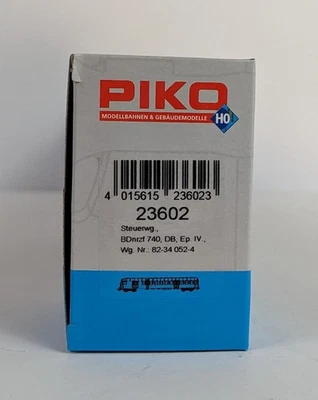 PIKO
MODELLBAHNEN & GEBÄUDEMODELLE
H0
4 015615 236023
23602
Steuerwg.,
BDnrzf 740, DB, Ep. IV.,
Wg. Nr.: 82-34 052-4